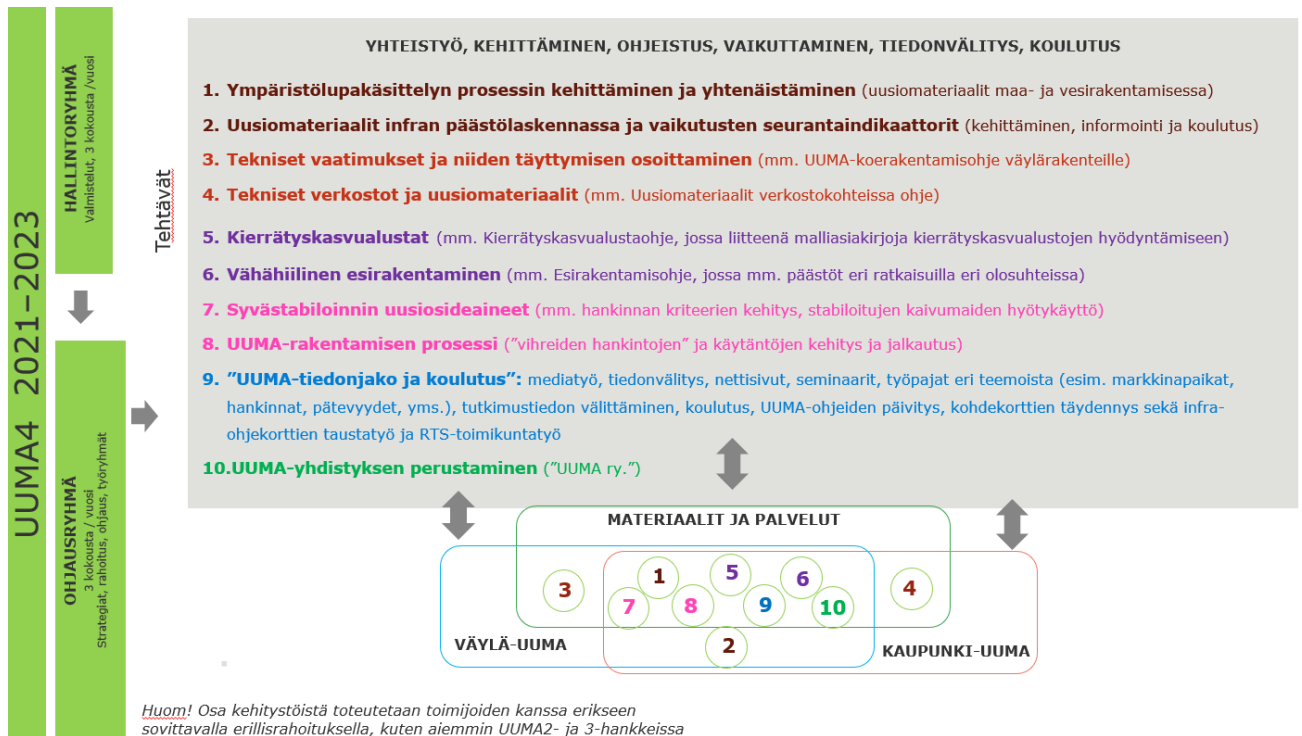 UUMA4 2021–2023
HALLINTORYHMÄ
Valmistelut, 3 kokousta /vuosi
OHJAUSRYHMÄ
3 kokousta / vuosi
Strategiat, rahoitus, ohjaus, työryhmät
Tehtävät
YHTEISTYÖ, KEHITTÄMINEN, OHJEISTUS, VAIKUTTAMINEN, TIEDONVÄLITYS, KOULUTUS
1. Ympäristölupakäsittelyn prosessin kehittäminen ja yhtenäistäminen (uusiomateriaalit maa- ja vesirakentamisessa)
2. Uusiomateriaalit infran päästölaskennassa ja vaikutusten seurantaindikaattorit (kehittäminen, informointi ja koulutus)
3. Tekniset vaatimukset ja niiden täyttymisen osoittaminen (mm. UUMA-koerakentamisohje väylärakenteille)
4. Tekniset verkostot ja uusiomateriaalit (mm. Uusiomateriaalit verkostokohteissa ohje)
5. Kierrätyskasvualustat (mm. Kierrätyskasvualustaohje, jossa liitteenä malliasiakirjoja kierrätyskasvualustojen hyödyntämiseen)
6. Vähähiilinen esirakentaminen (mm. Esirakentamisohje, jossa mm. päästöt eri ratkaisuilla eri olosuhteissa)
7. Syvästabiloinnin uusiosideaineet (mm. hankinnan kriteerien kehitys, stabiloitujen kaivumaiden hyötykäyttö)
8. UUMA-rakentamisen prosessi (”vihreiden hankintojen” ja käytäntöjen kehitys ja jalkautus)
9. ”UUMA-tiedonjako ja koulutus”: mediatyö, tiedonvälitys, nettisivut, seminaarit, työpajat eri teemoista (esim. markkinapaikat,
hankinnat, pätevyydet, yms.), tutkimustiedon välittäminen, koulutus, UUMA-ohjeiden päivitys, kohdekorttien täydennys sekä infra-
ohjekorttien taustatyö ja RTS-toimikuntatyö
10.UUMA-yhdistyksen perustaminen (”UUMA ry.”)
MATERIAALIT JA PALVELUT
1 5 6
3 7 8 9 10 4
2
VÄYLÄ-UUMA
KAUPUNKI-UUMA
Huom! Osa kehitystöistä toteutetaan toimijoiden kanssa erikseen
sovittavalla erillisrahoituksella, kuten aiemmin UUMA2- ja 3-hankkeissa